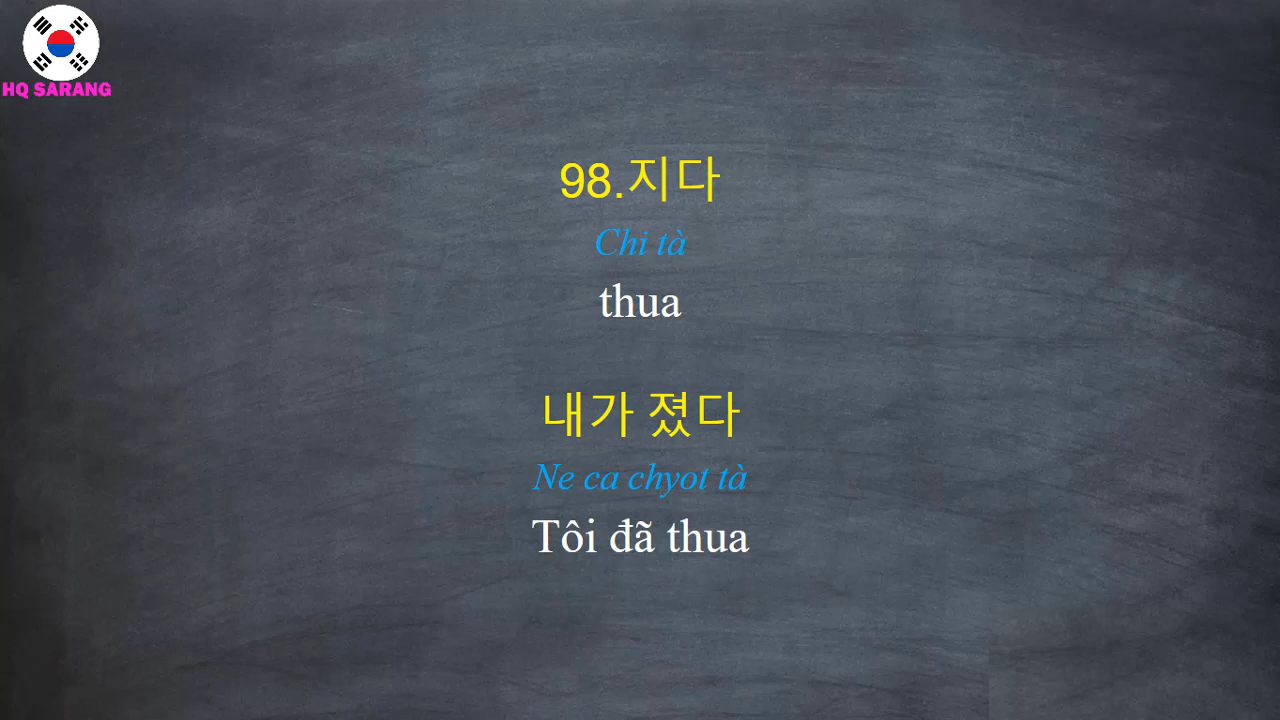 HQ SARANG
98.지다
Chi tà
thua
내가 졌다
Ne ca chyot tà
Tôi đã thua